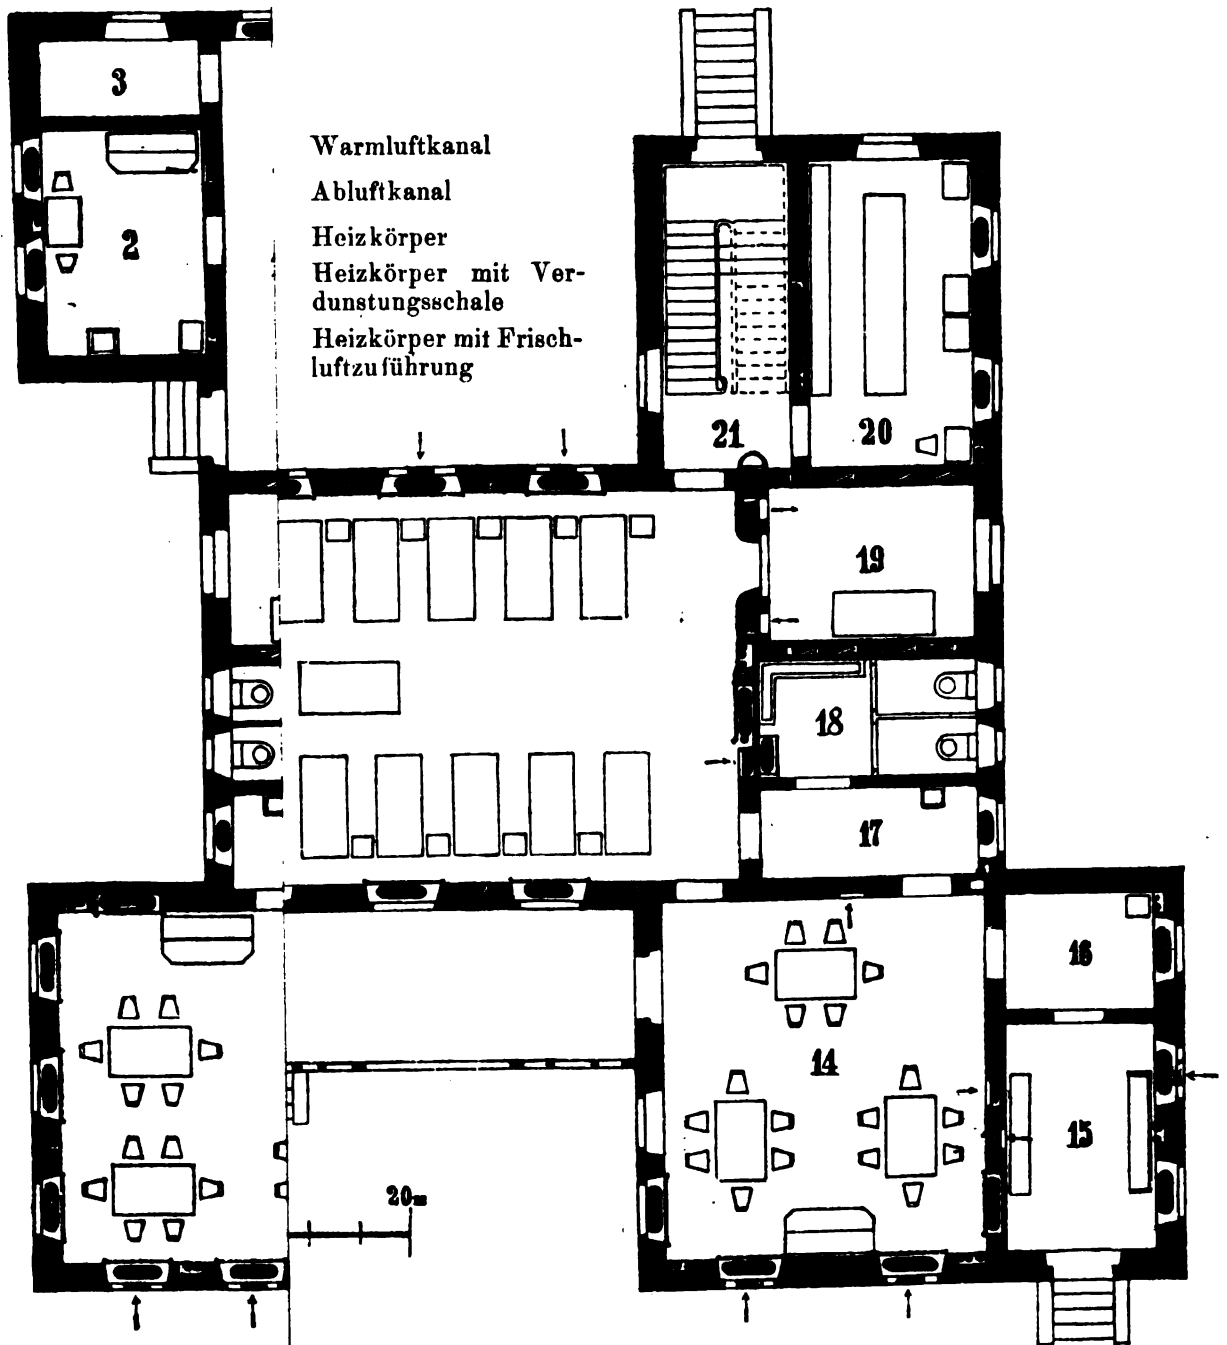 3
Warmluftkanal
Abluftkanal
Heizkörper
Heizkörper mit Ver-
dunstungsschale
Heizkörper mit Frisch-
luftzuführung
2
21
20
19
18
17
16
14
15
20m